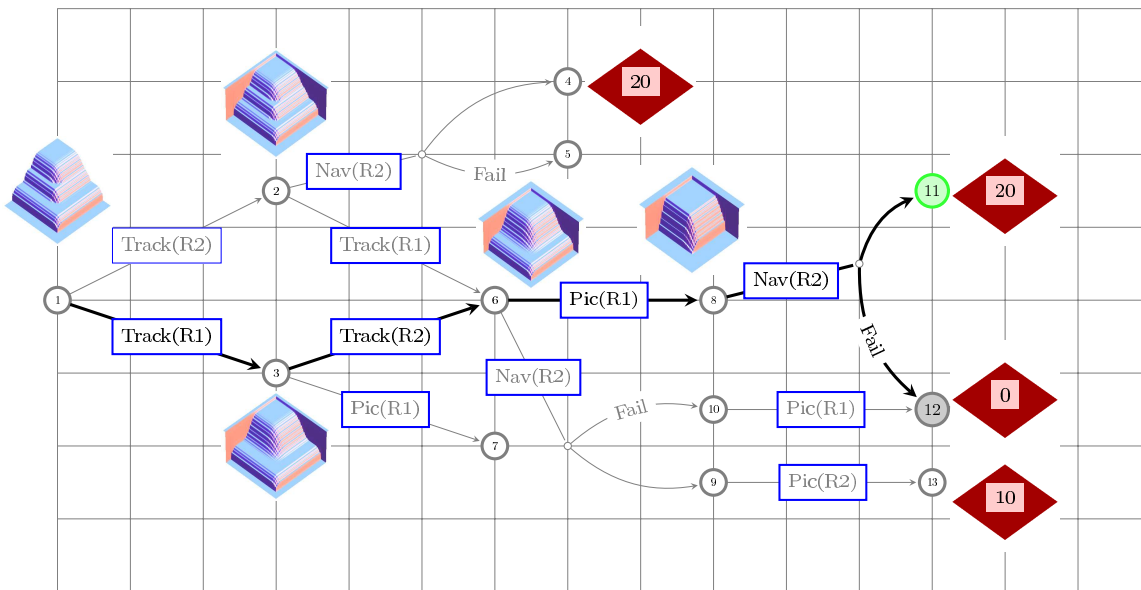 4
20
Nav(R2)
Fail
5
2
11
20
Track(R2)
Track(R1)
1
6
Pic(R1)
8
Nav(R2)
Track(R1)
Track(R2)
Fail
3
Nav(R2)
0
Pic(R1)
Fail
10
Pic(R1)
12
7
9
Pic(R2)
13
10